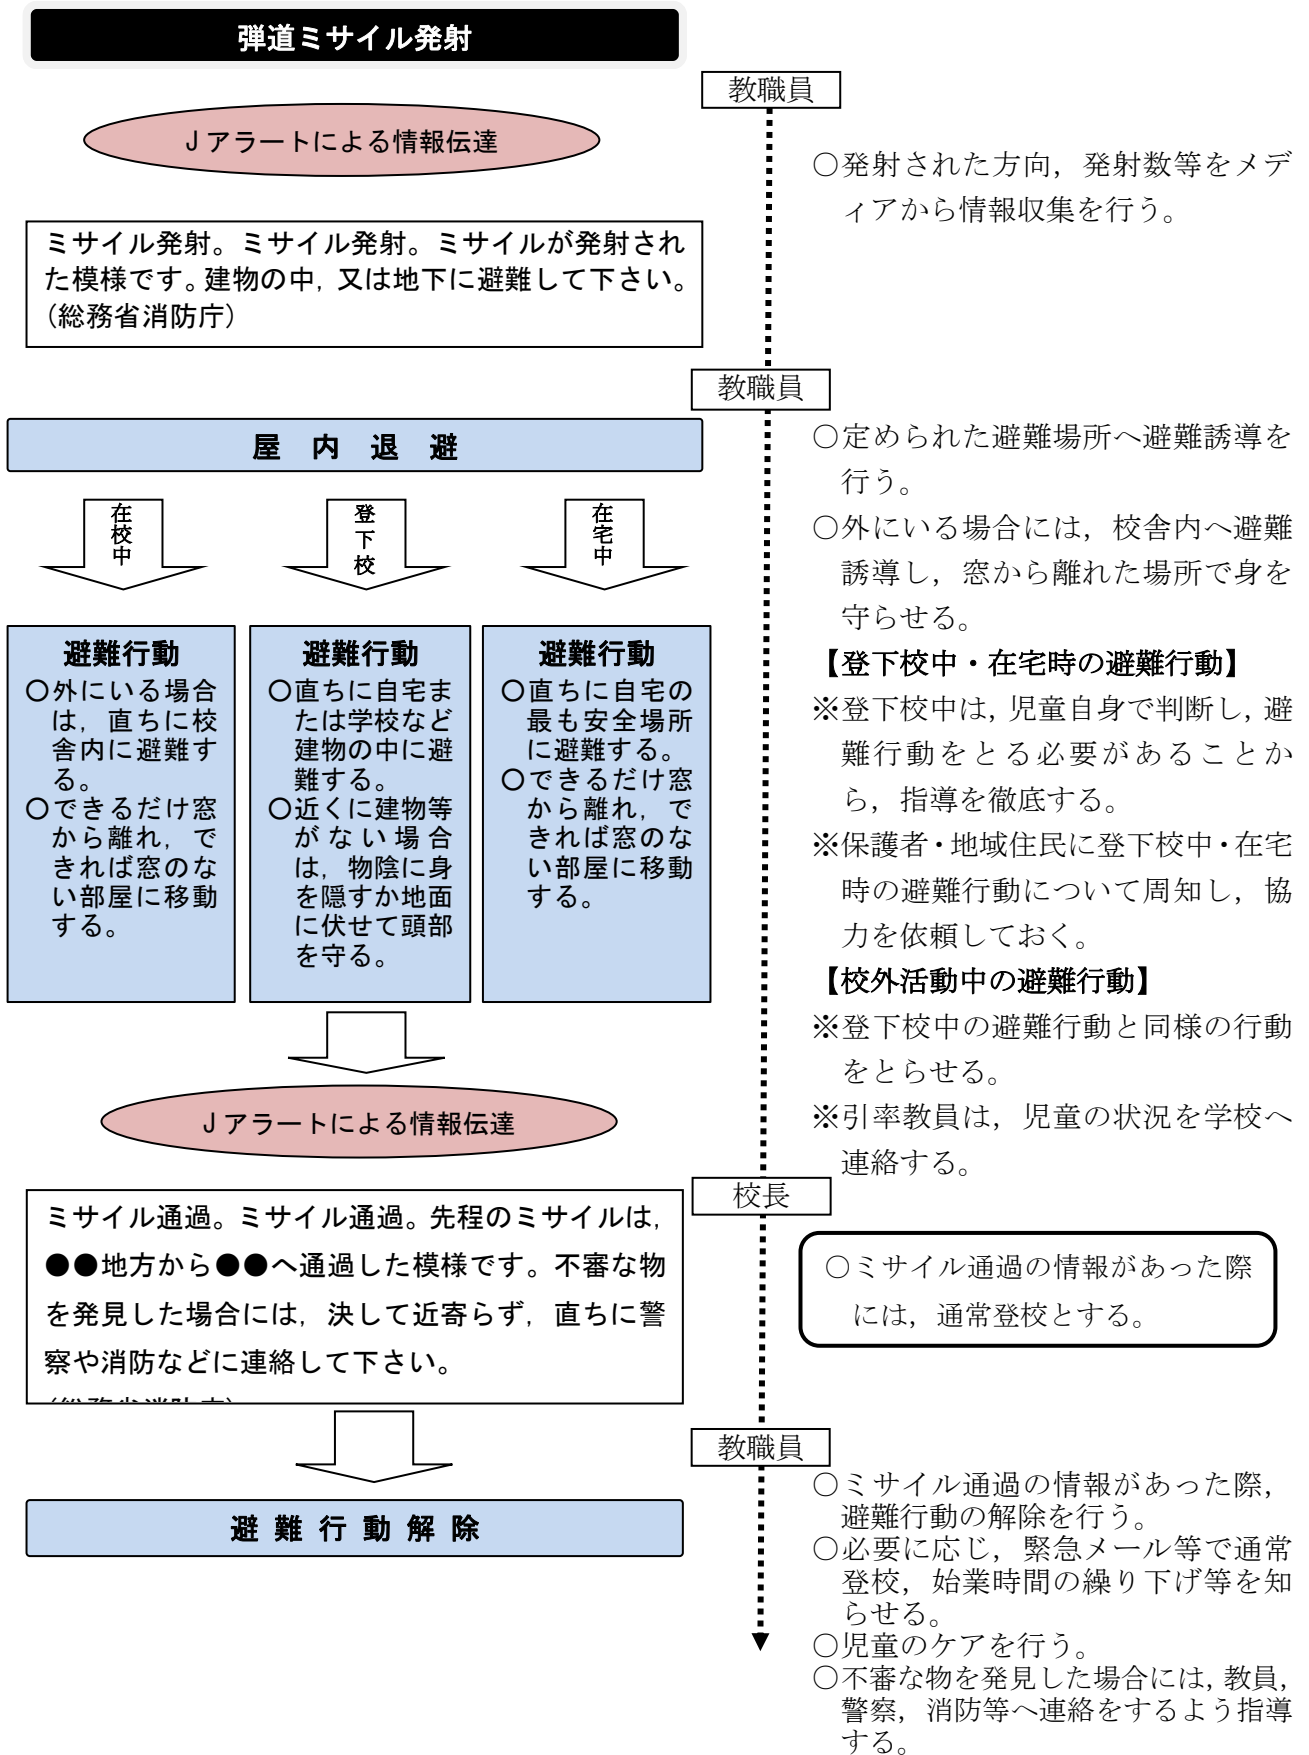 弾道ミサイル発射
Jアラートによる情報伝達
ミサイル発射。ミサイル発射。ミサイルが発射され
た模様です。建物の中，又は地下に避難して下さい。
（総務省消防庁）
屋内退避
在校中
登下校
在宅中
避難行動
○外にいる場合
は，直ちに校
舎内に避難す
る。
○できるだけ窓
から離れ，で
きれば窓のな
い部屋に移動
する。
避難行動
○直ちに自宅ま
たは学校など
建物の中に避
難する。
○近くに建物等
がない場合
は，物陰に身
を隠すか地面
に伏せて頭部
を守る。
避難行動
○直ちに自宅の
最も安全場所
に避難する。
○できるだけ窓
から離れ，で
きれば窓のな
い部屋に移動
する。
Jアラートによる情報伝達
ミサイル通過。ミサイル通過。先程のミサイルは，
●●地方から●●へ通過した模様です。不審な物
を発見した場合には，決して近寄らず，直ちに警
察や消防などに連絡して下さい。
避難行動解除
教職員
○発射された方向，発射数等をメデ
ィアから情報収集を行う。
教職員
○定められた避難場所へ避難誘導を
行う。
○外にいる場合には，校舎内へ避難
誘導し，窓から離れた場所で身を
守らせる。
【登下校中・在宅時の避難行動】
※登下校中は，児童自身で判断し，避
難行動をとる必要があることか
ら，指導を徹底する。
※保護者・地域住民に登下校中・在宅
時の避難行動について周知し，協
力を依頼しておく。
【校外活動中の避難行動】
※登下校中の避難行動と同様の行動
をとらせる。
※引率教員は，児童の状況を学校へ
連絡する。
校長
○ミサイル通過の情報があった際
には，通常登校とする。
教職員
○ミサイル通過の情報があった際，
避難行動の解除を行う。
○必要に応じ，緊急メール等で通常
登校，始業時間の繰り下げ等を知
らせる。
○児童のケアを行う。
○不審な物を発見した場合には，教員，
警察，消防等へ連絡をするよう指導
する。